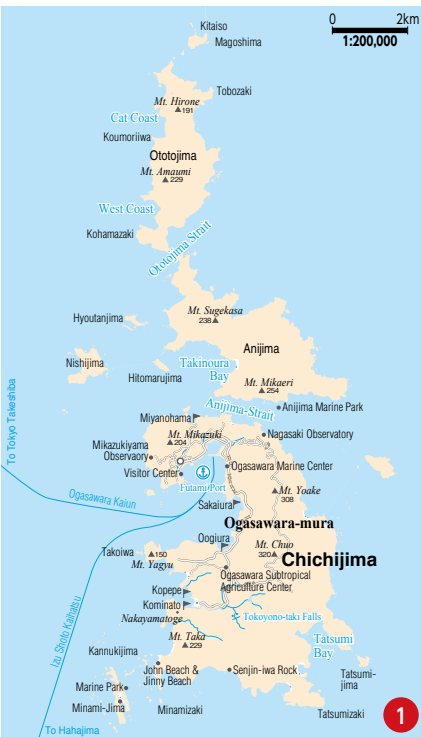 Kitaiso
Magoshima
0 2km
1:200,000
Mt. Hirone
191
Tobozaki
Cat Coast
Koumoriiwa
Ototojima
Mt. Amaumi
229
West Coast
Kohamazaki
Ototojima Strait
Mt. Sugekasa
238
Hyoutanjima
Anijima
Nishijima
Takinoura
Bay
Hitomarujima
Mt. Mikaeri
254
To Tokyo Takeshiba
Anijima-Strait
Anijima Marine Park
Miyanohama
Mt. Mikazuki
204
Nagasaki Observatory
Mikazukiyama
Observaory
Visitor Center
Ogasawara Marine Center
Futami Port
Mt. Yoake
308
Ogasawara Kaiun
Sakaiura
Ogasawara-mura
Oogiura
Mt. Chuo
320
Chichijima
Takoiwa
150
Mt. Yagyu
Ogasawara Subtropical
Agriculture Center
Kopepe
Kominato
Nakayamatoge
Tokoyono-taki Falls
Izu Shoto Kaihatsu
Mt. Taka
229
Tatsumi
Bay
Kannukijima
John Beach &
Jinny Beach
Senjin-iwa Rock
Tatsumi-
jima
Marine Park
Minami-Jima
Minamizaki
Tatsumizaki
To Hahajima
1